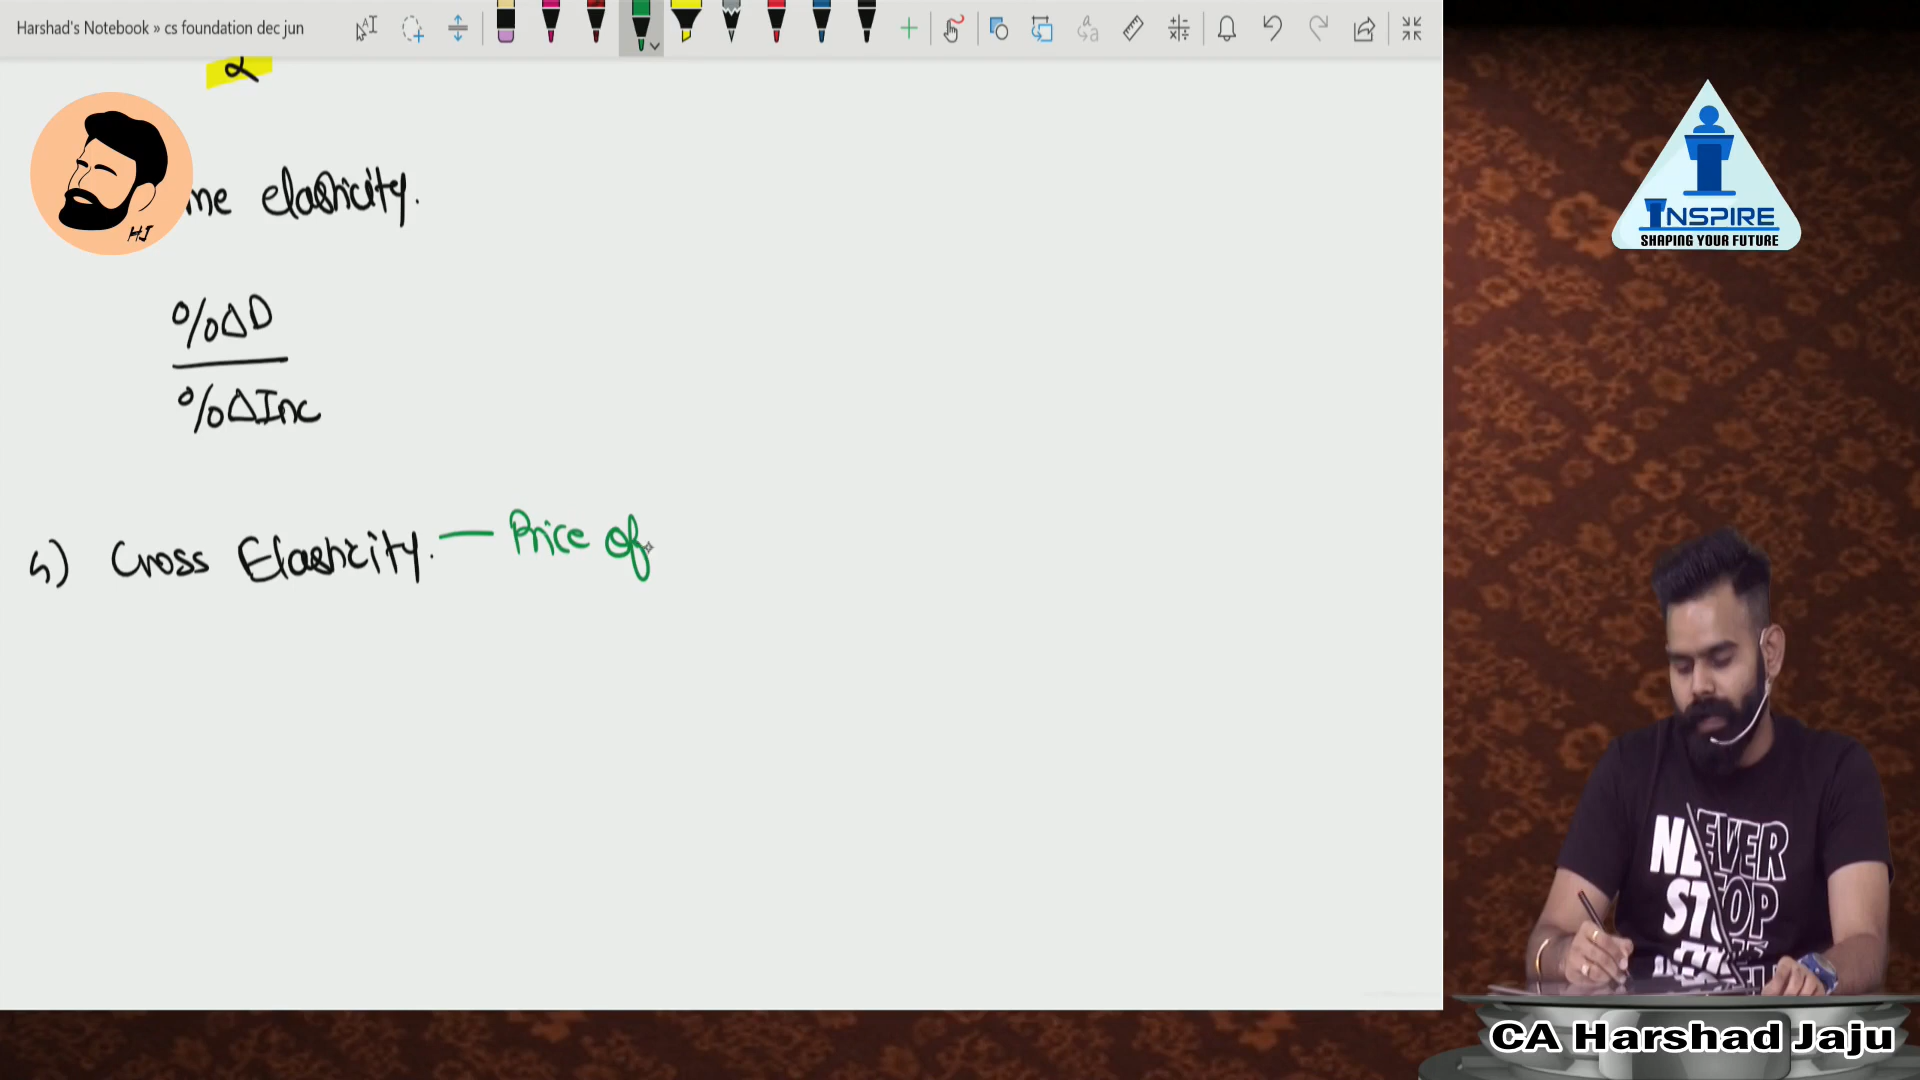 Harshad's Notebook » cs foundation dec jun
2
me elasticity.
%ΔD
%ΔInc
4) Cross Elasticity. — Price of
HJ
INSPIRE
SHAPING YOUR FUTURE
NEVER
STOP
CA Harshad Jaju